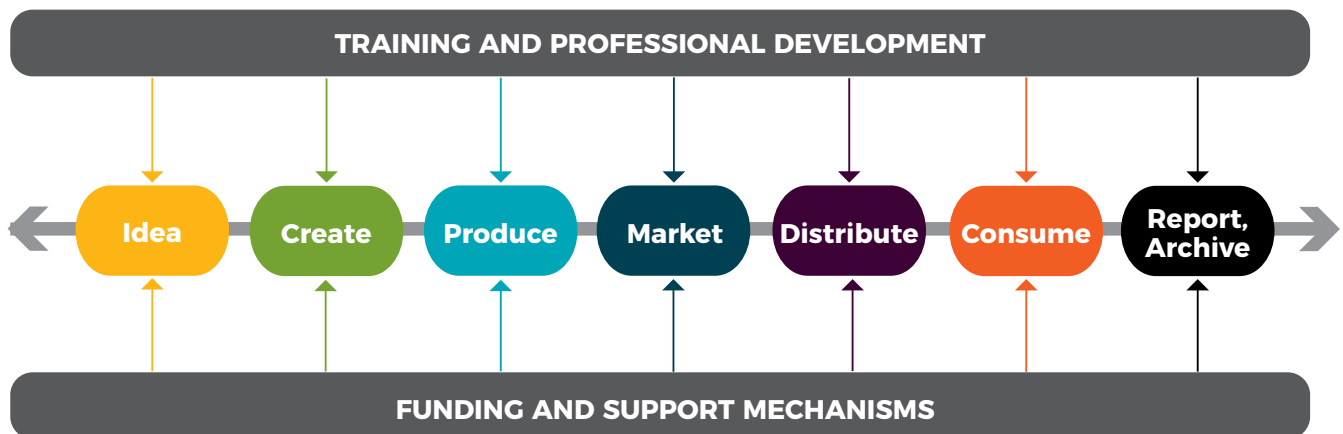 TRAINING AND PROFESSIONAL DEVELOPMENT
Idea
Create
Produce
Market
Distribute
Consume
Report,
Archive
FUNDING AND SUPPORT MECHANISMS